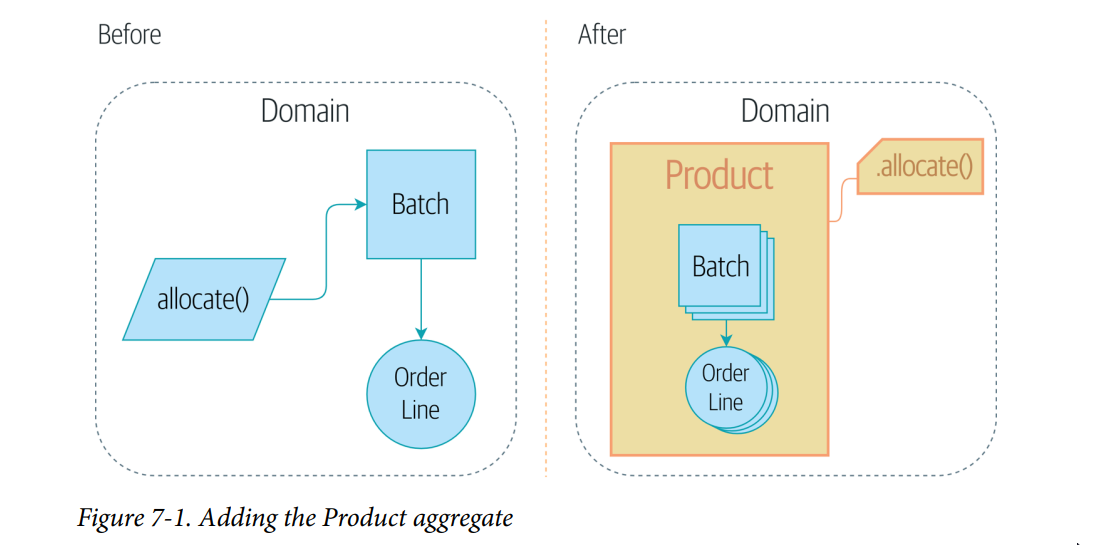 Before
Domain
Batch
allocate()
Order
Line
After
Domain
Product
.allocate()
Batch
Order
Line
Figure 7-1. Adding the Product aggregate